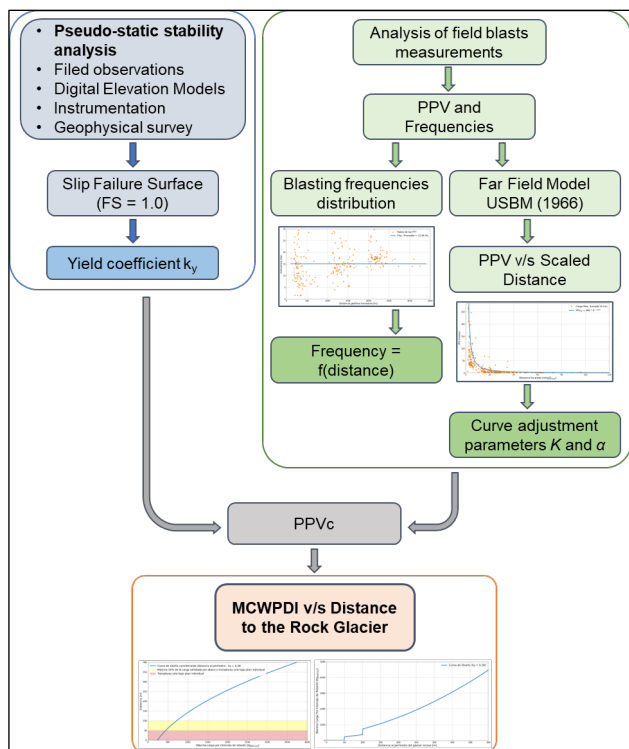 Pseudo-static stability
analysis
• Filed observations
• Digital Elevation Models
• Instrumentation
• Geophysical survey
Slip Failure Surface
(FS = 1.0)
Yield coefficient ky
Analysis of field blasts
measurements
PPV and
Frequencies
Blasting frequencies
distribution
Frequency =
f(distance)
Far Field Model
USBM (1966)
PPV v/s Scaled
Distance
Curve adjustment
parameters K and α
PPVc
MCWPDI v/s Distance
to the Rock Glacier